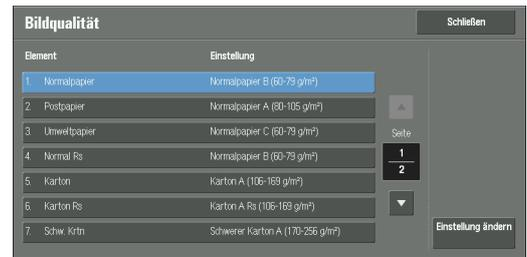 Bildqualität Schließen
Element Einstellung
1. Normalpapier Normalpapier B (60-79 g/m²)
2. Postpapier Normalpapier A (80-105 g/m²)
3. Umweltpapier Normalpapier C (60-79 g/m²)
Seite
4. Normal Rs Normalpapier B (60-79 g/m²)
1
2
5. Karton Karton A (106-169 g/m²)
6. Karton Rs Karton A Rs (106-169 g/m²)
7. Schw. Krtn Schwerer Karton A (170-256 g/m²)
Einstellung ändern